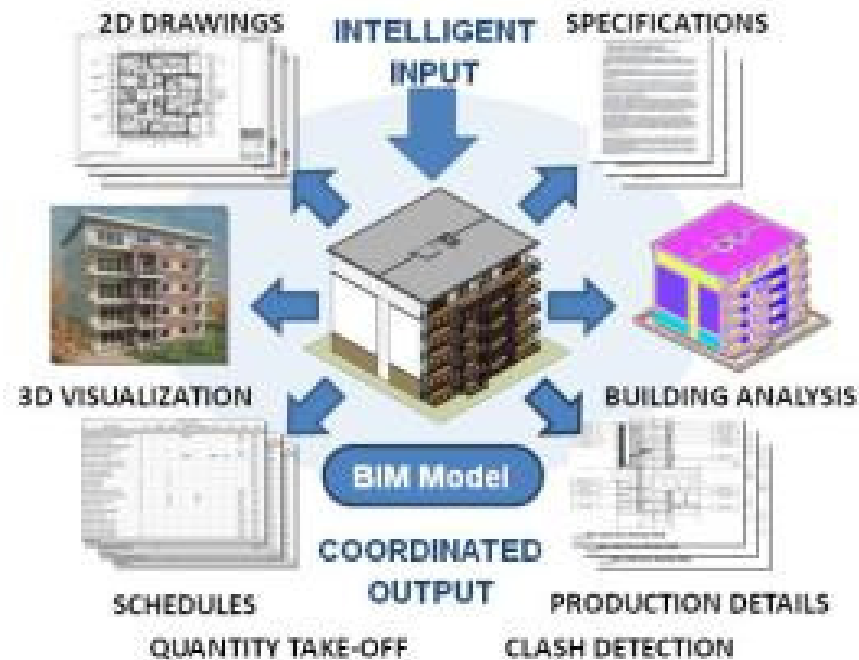 2D DRAWINGS
INTELLIGENT
INPUT
SPECIFICATIONS
3D VISUALIZATION
BUILDING ANALYSIS
BIM Model
COORDINATED
OUTPUT
SCHEDULES
PRODUCTION DETAILS
QUANTITY TAKE-OFF
CLASH DETECTION